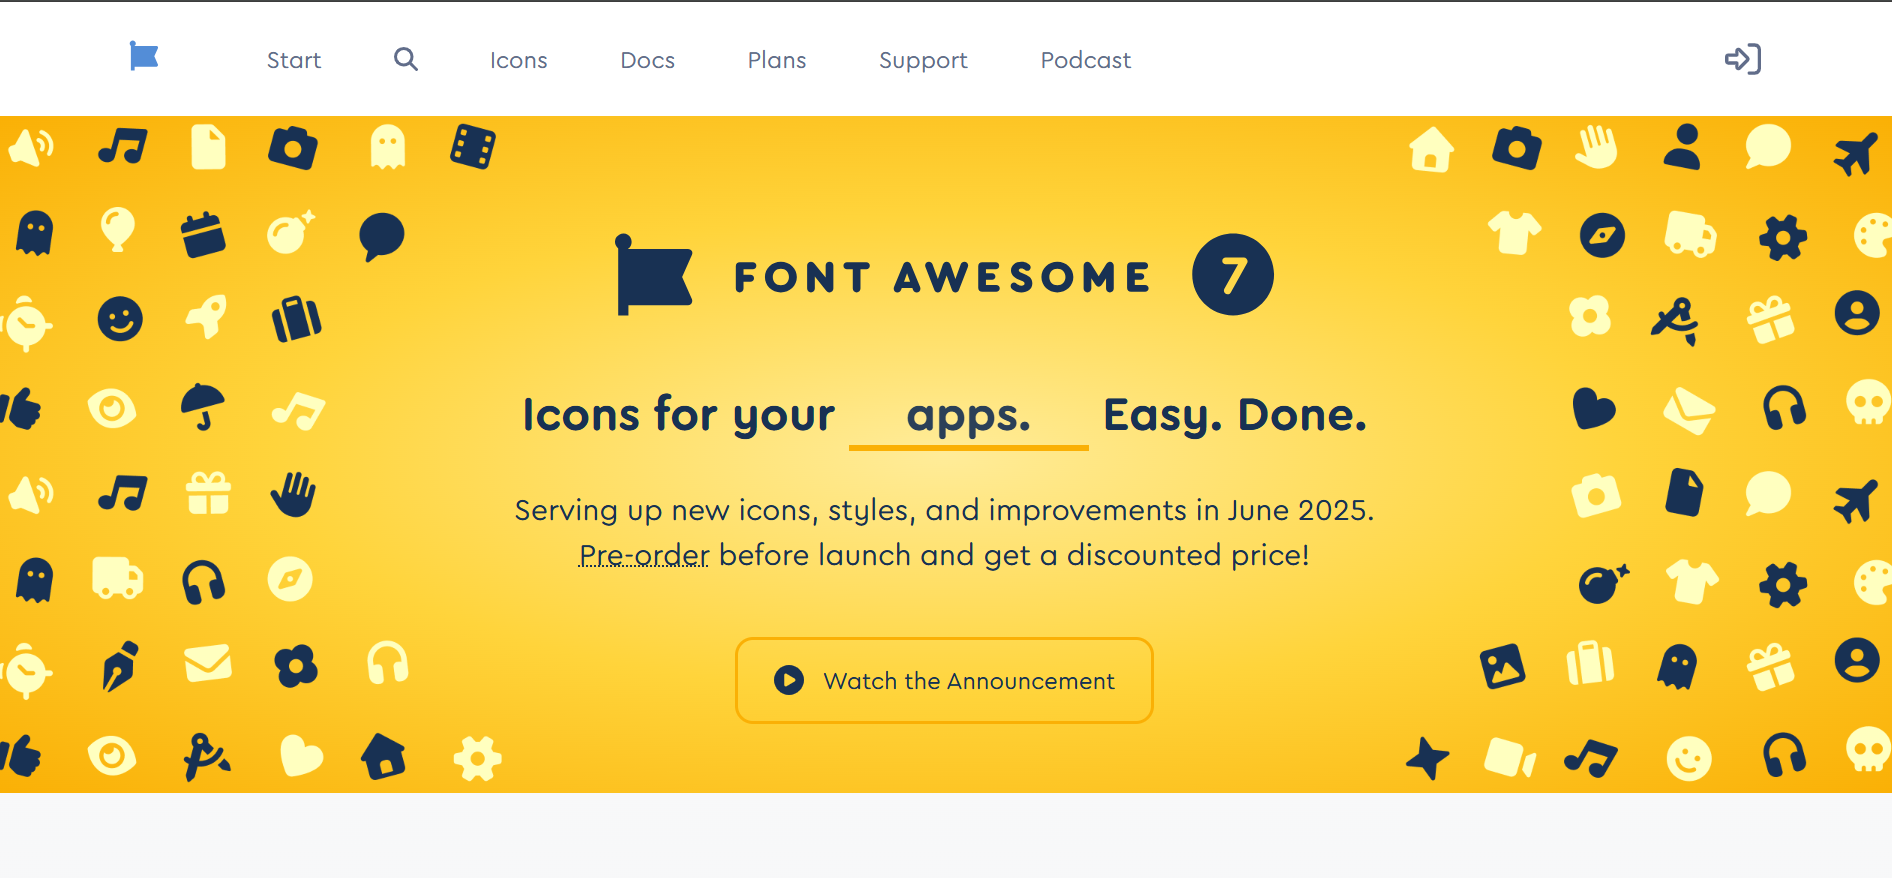 Start Icons Docs Plans Support Podcast
FONT AWESOME 7
Icons for your apps. Easy. Done.
Serving up new icons, styles, and improvements in June 2025.
Pre-order before launch and get a discounted price!
Watch the Announcement